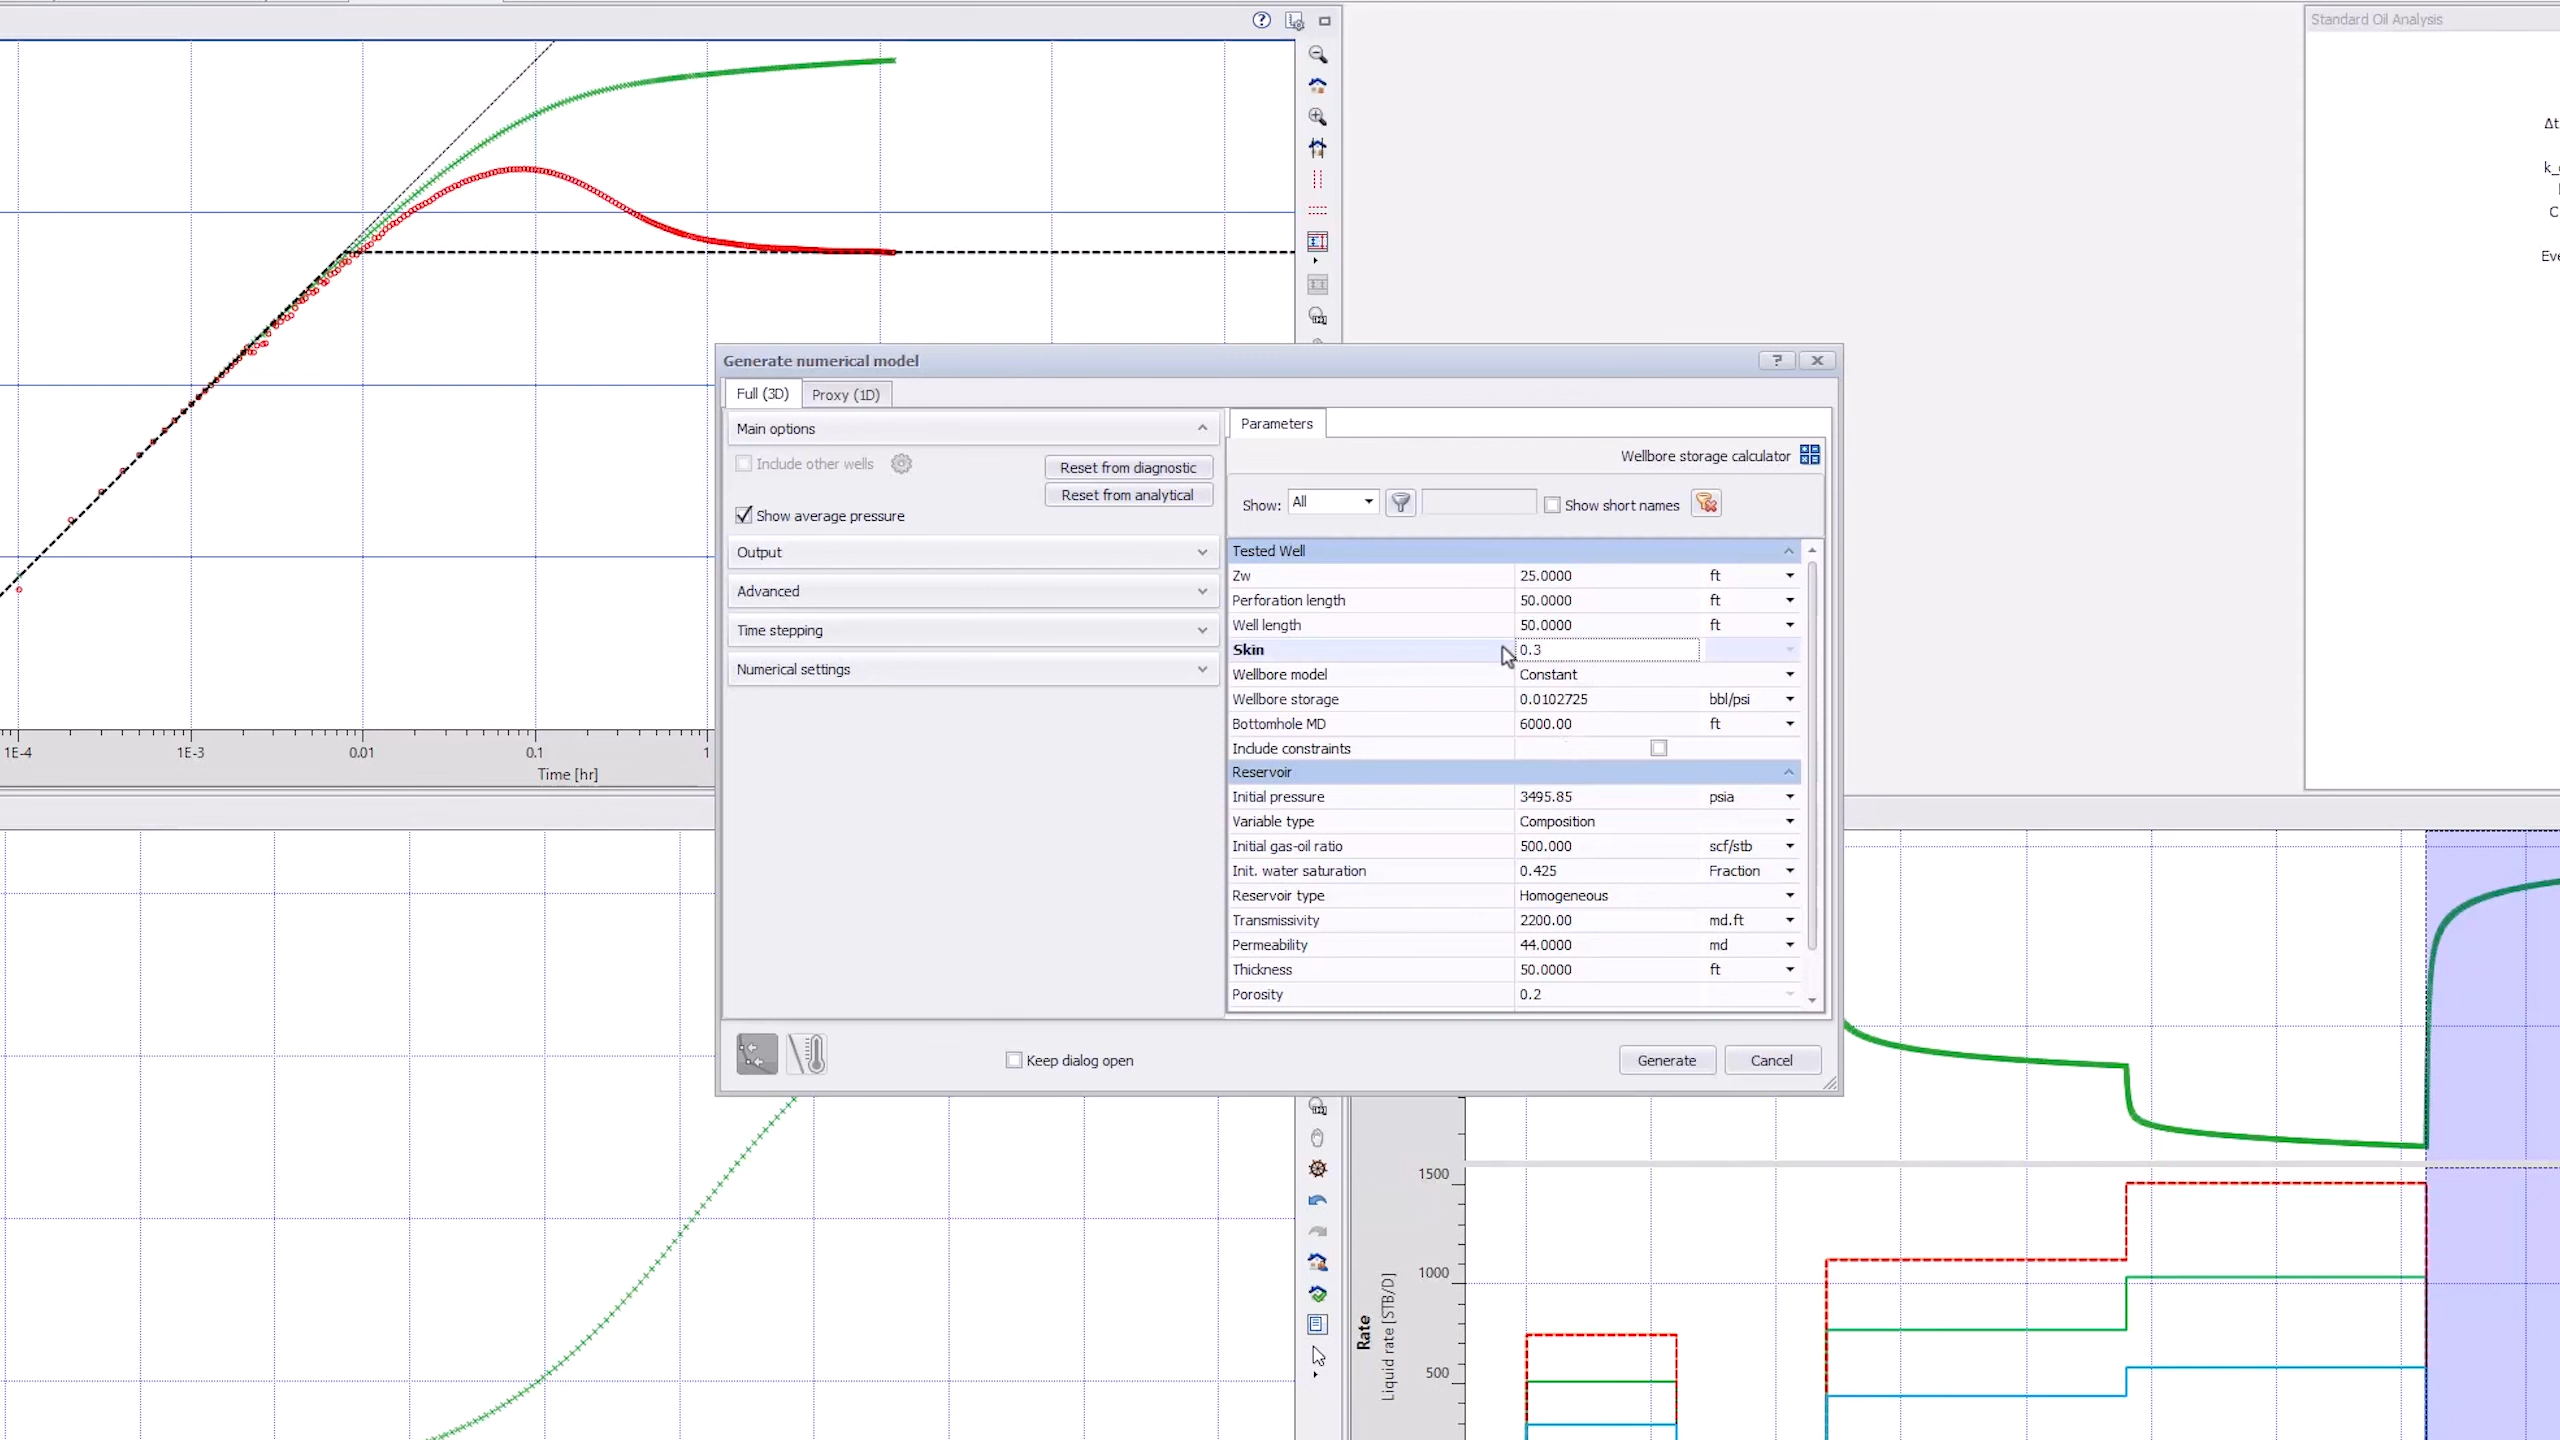 Standard Oil Analysis
Δt
k_
C
Eve
1E-4
1E-3
0.01
0.1
1
Time [hr]
Generate numerical model
?
Full (3D)
Proxy (1D)
Main options
Include other wells
Reset from diagnostic
Reset from analytical
Show average pressure
Output
Advanced
Time stepping
Numerical settings
Parameters
Wellbore storage calculator
Show: All
Show short names
Tested Well
Zw 25.0000 ft
Perforation length 50.0000 ft
Well length 50.0000 ft
Skin 0.3
Wellbore model Constant
Wellbore storage 0.0102725 bbl/psi
Bottomhole MD 6000.00 ft
Include constraints
Reservoir
Initial pressure 3495.85 psia
Variable type Composition
Initial gas-oil ratio 500.000 scf/stb
Init. water saturation 0.425 Fraction
Reservoir type Homogeneous
Transmissivity 2200.00 md.ft
Permeability 44.0000 md
Thickness 50.0000 ft
Porosity 0.2
Keep dialog open
Generate
Cancel
1500
1000
500
Rate
Liquid rate [STB/D]